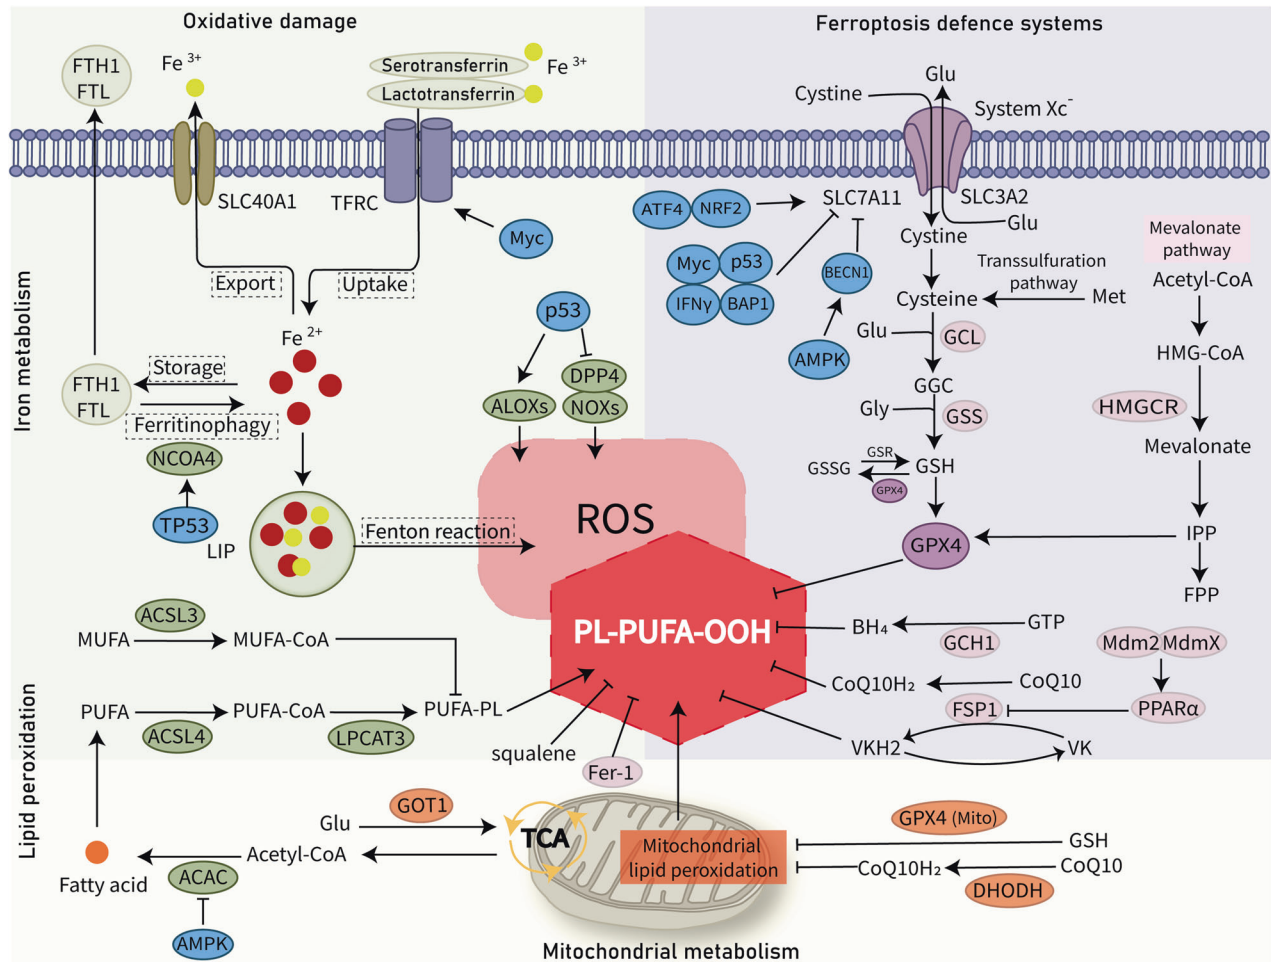 Oxidative damage
Ferroptosis defence systems
FTH1
FTL
Fe 3+
Serotransferrin
Lactotransferrin
Fe 3+
SLC40A1
TFRC
Myc
Export
Uptake
Fe 2+
Iron metabolism
FTH1
FTL
Storage
Ferritinophagy
NCOA4
TP53
LIP
Fenton reaction
p53
ALOXs
DPP4
NOXs
ROS
PL-PUFA-OOH
Cystine
Glu
System Xc-
SLC7A11
SLC3A2
Glu
ATF4
NRF2
Myc
p53
IFNγ
BAP1
BECN1
AMPK
Cystine
Cysteine
Transsulfuration
pathway
Met
Glu
GCL
GGC
Gly
GSS
GSSG
GSR
GPX4
GSH
GPX4
Mevalonate
pathway
Acetyl-CoA
HMG-CoA
HMGCR
Mevalonate
IPP
FPP
BH₄
GTP
GCH1
CoQ10H₂
CoQ10
FSP1
Mdm2
MdmX
PPARα
VKH2
VK
Lipid peroxidation
ACSL3
MUFA
MUFA-CoA
PUFA
ACSL4
PUFA-CoA
LPCAT3
PUFA-PL
squalene
Fer-1
Glu
GOT1
TCA
Acetyl-CoA
Fatty acid
ACAC
AMPK
Mitochondrial
lipid peroxidation
GPX4 (Mito)
GSH
CoQ10H₂
CoQ10
DHODH
Mitochondrial metabolism